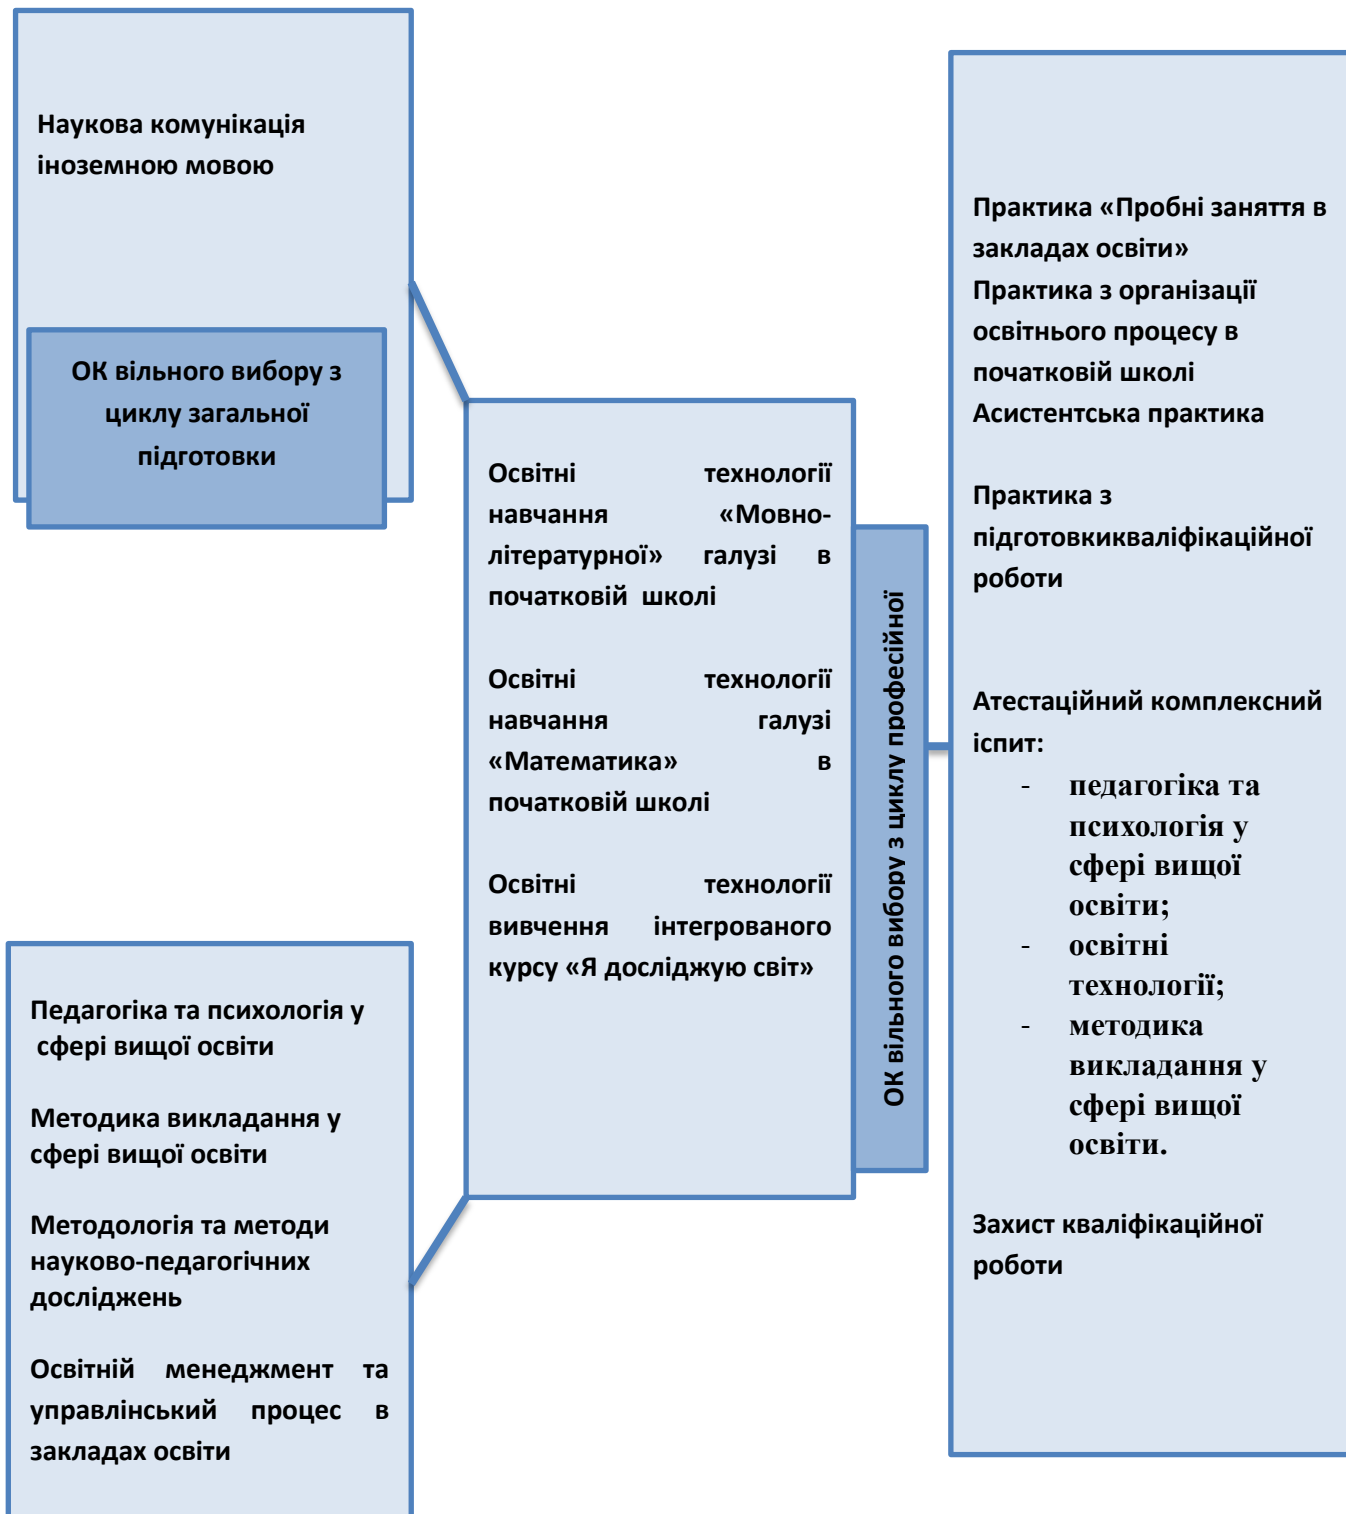 Наукова комунікація
іноземною мовою
ОК вільного вибору з
циклу загальної
підготовки
Педагогіка та психологія у
сфері вищої освіти
Методика викладання у
сфері вищої освіти
Методологія та методи
науково-педагогічних
досліджень
Освітній менеджмент та
управлінський процес в
закладах освіти
Освітні технології
навчання «Мовно-
літературної» галузі в
початковій школі
Освітні технології
навчання галузі
«Математика» в
початковій школі
Освітні технології
вивчення інтегрованого
курсу «Я досліджую світ»
ОК вільного вибору з циклу професійної
Практика «Пробні заняття в
закладах освіти»
Практика з організації
освітнього процесу в
початковій школі
Асистентська практика
Практика з
підготовкикваліфікаційної
роботи
Атестаційний комплексний
іспит:
- педагогіка та
психологія у
сфері вищої
освіти;
- освітні
технології;
- методика
викладання у
сфері вищої
освіти.
Захист кваліфікаційної
роботи